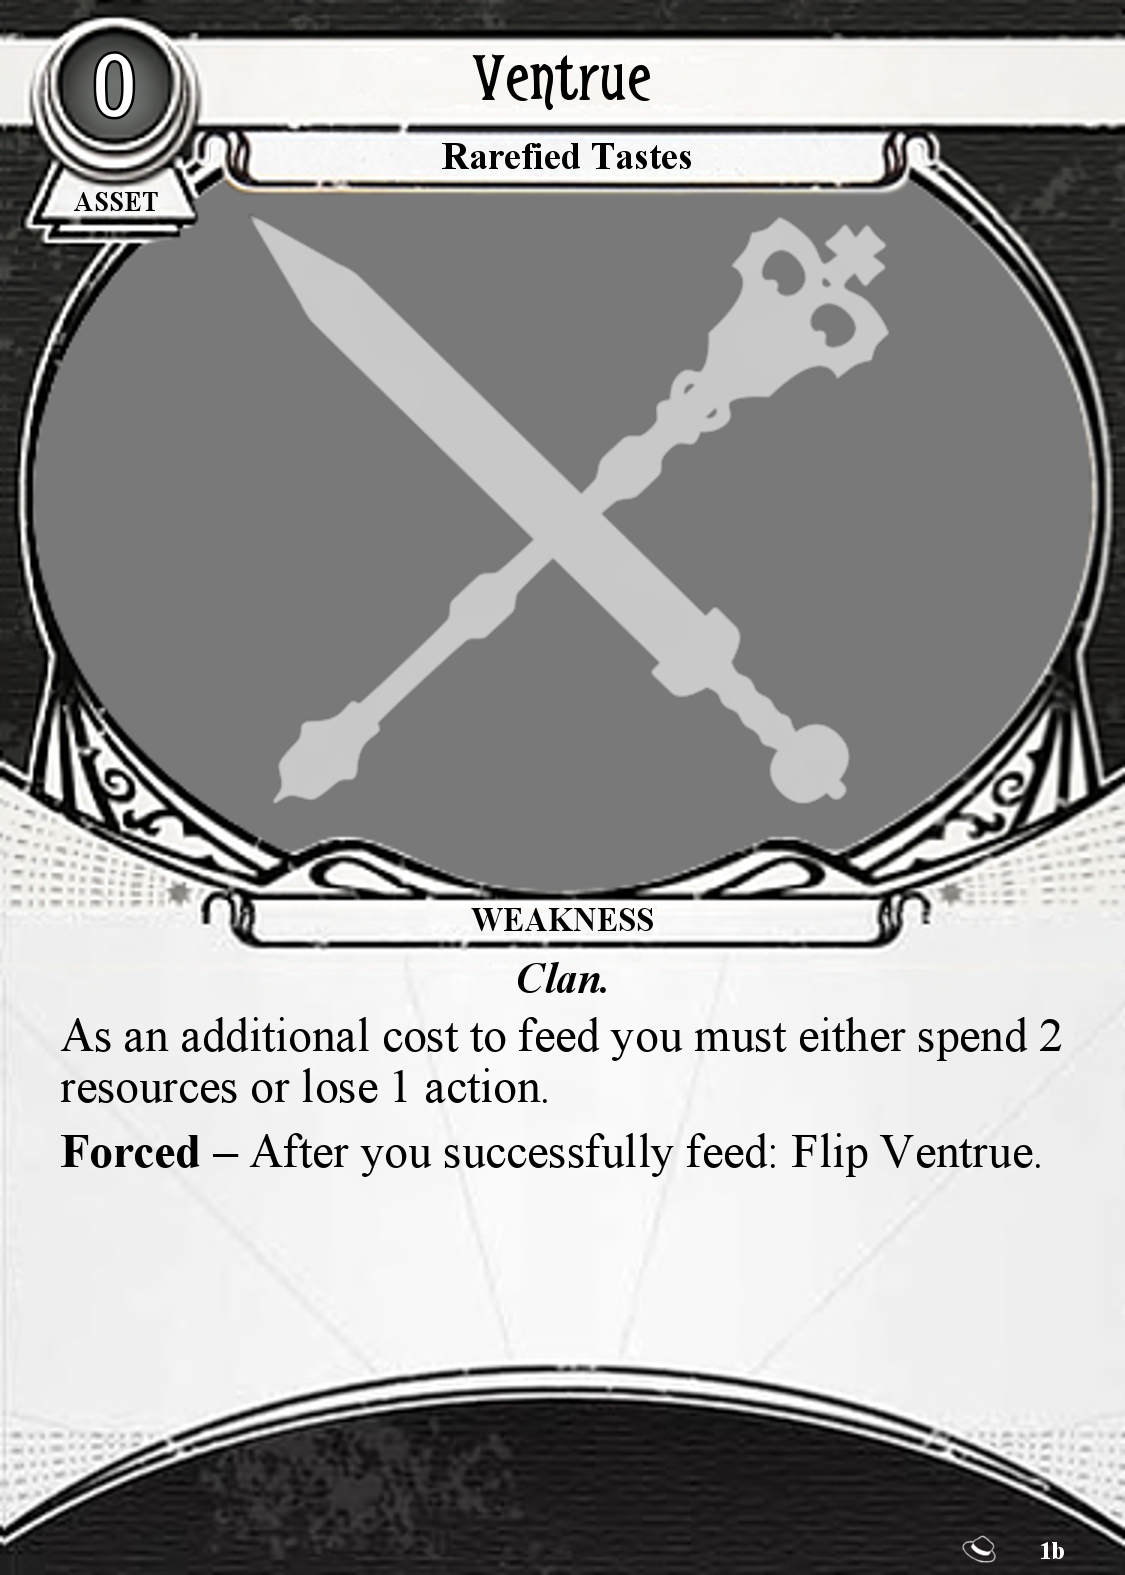 0
Ventrue
Rarefied Tastes
ASSET
WEAKNESS
Clan.
As an additional cost to feed you must either spend 2
resources or lose 1 action.
Forced – After you successfully feed: Flip Ventrue.
1b